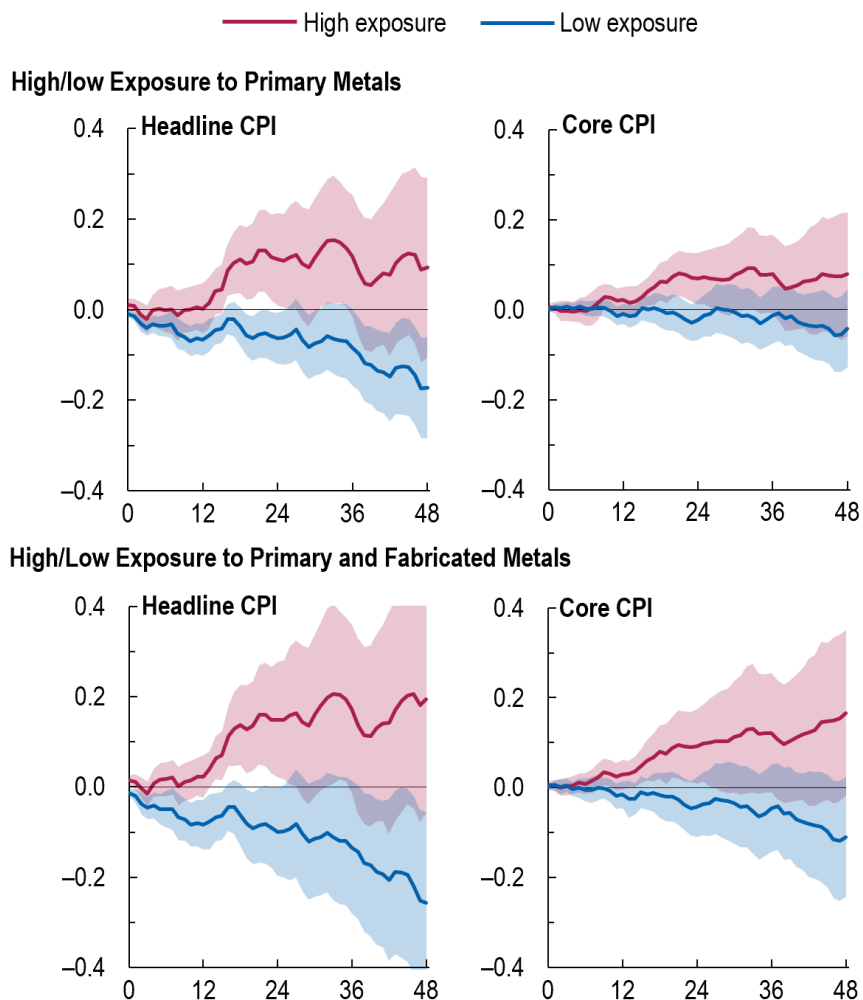 High exposure Low exposure
High/low Exposure to Primary Metals
Headline CPI Core CPI
0.4 0.4
0.2 0.2
0.0 0.0
–0.2 –0.2
–0.4 –0.4
0 12 24 36 48 0 12 24 36 48
High/Low Exposure to Primary and Fabricated Metals
Headline CPI Core CPI
0.4 0.4
0.2 0.2
0.0 0.0
–0.2 –0.2
–0.4 –0.4
0 12 24 36 48 0 12 24 36 48